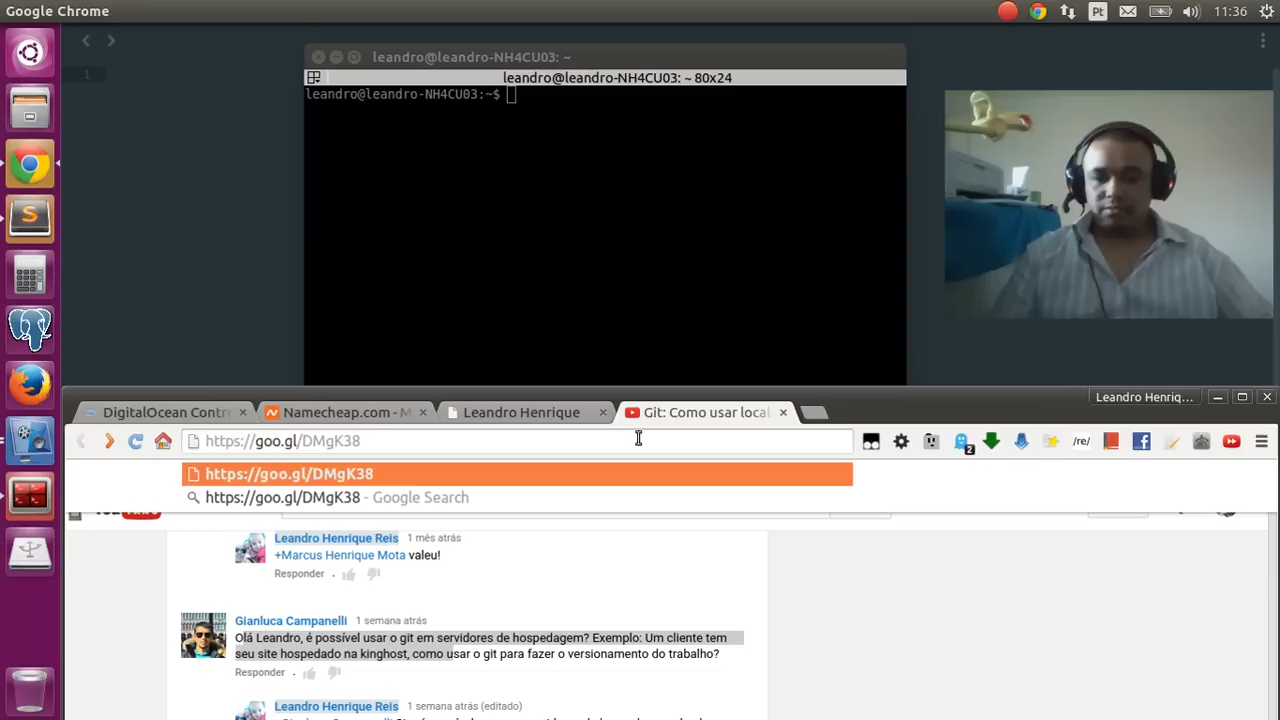 Google Chrome
Pt
11:36
1
leandro@leandro-NH4CU03: ~
leandro@leandro-NH4CU03: ~ 80x24
leandro@leandro-NH4CU03:~$
Leandro Henriq...
DigitalOcean Contr
Namecheap.com - M
Leandro Henrique
Git: Como usar local
https://goo.gl/DMgK38
2
/re/
https://goo.gl/DMgK38
https://goo.gl/DMgK38 - Google Search
Leandro Henrique Reis 1 mês atrás
+Marcus Henrique Mota valeu!
Responder
Gianluca Campanelli 1 semana atrás
Olá Leandro, é possível usar o git em servidores de hospedagem? Exemplo: Um cliente tem
seu site hospedado na kinghost, como usar o git para fazer o versionamento do trabalho?
Responder
Leandro Henrique Reis 1 semana atrás (editado)